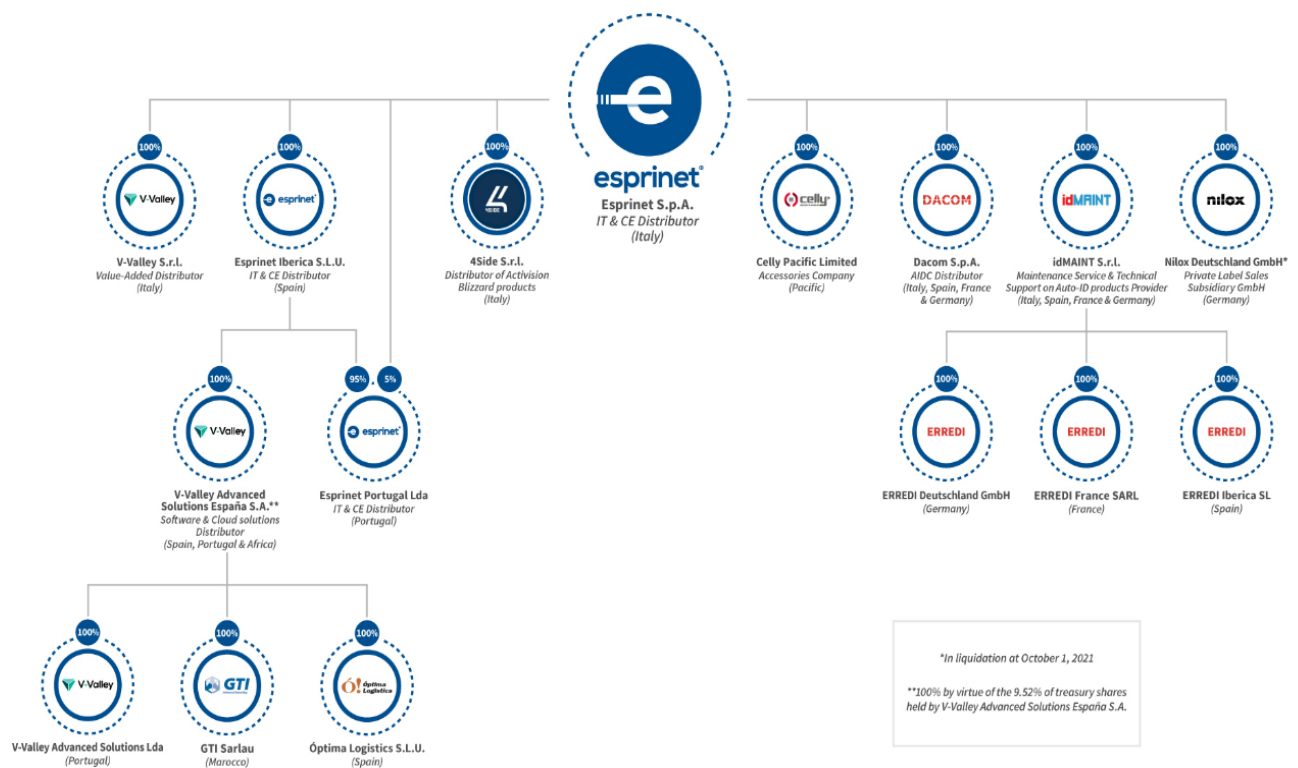 e
esprinet®
Esprinet S.p.A.
IT & CE Distributor
(Italy)
100%
V-Valley
V-Valley S.r.l.
Value-Added Distributor
(Italy)
100%
esprinet
Esprinet Iberica S.L.U.
IT & CE Distributor
(Spain)
100%
4SIDE
4Side S.r.l.
Distributor of Activision
Blizzard products
(Italy)
100%
celly
Celly Pacific Limited
Accessories Company
(Pacific)
100%
DACOM
Dacom S.p.A.
AIDC Distributor
(Italy, Spain, France
& Germany)
100%
idMAINT
idMAINT S.r.l.
Maintenance Service & Technical
Support on Auto-ID products Provider
(Italy, Spain, France & Germany)
100%
nilox
Nilox Deutschland GmbH*
Private Label Sales
Subsidiary GmbH
(Germany)
100%
V-Valley
V-Valley Advanced
Solutions España S.A.**
Software & Cloud solutions
Distributor
(Spain, Portugal & Africa)
95%
5%
esprinet
Esprinet Portugal Lda
IT & CE Distributor
(Portugal)
100%
ERREDI
ERREDI Deutschland GmbH
(Germany)
100%
ERREDI
ERREDI France SARL
(France)
100%
ERREDI
ERREDI Iberica SL
(Spain)
100%
V-Valley
V-Valley Advanced Solutions Lda
(Portugal)
100%
GTI
GTI Sarlau
(Marocco)
100%
Ó!
Óptima
Logistics
Óptima Logistics S.L.U.
(Spain)
*In liquidation at October 1, 2021
**100% by virtue of the 9.52% of treasury shares
held by V-Valley Advanced Solutions España S.A.